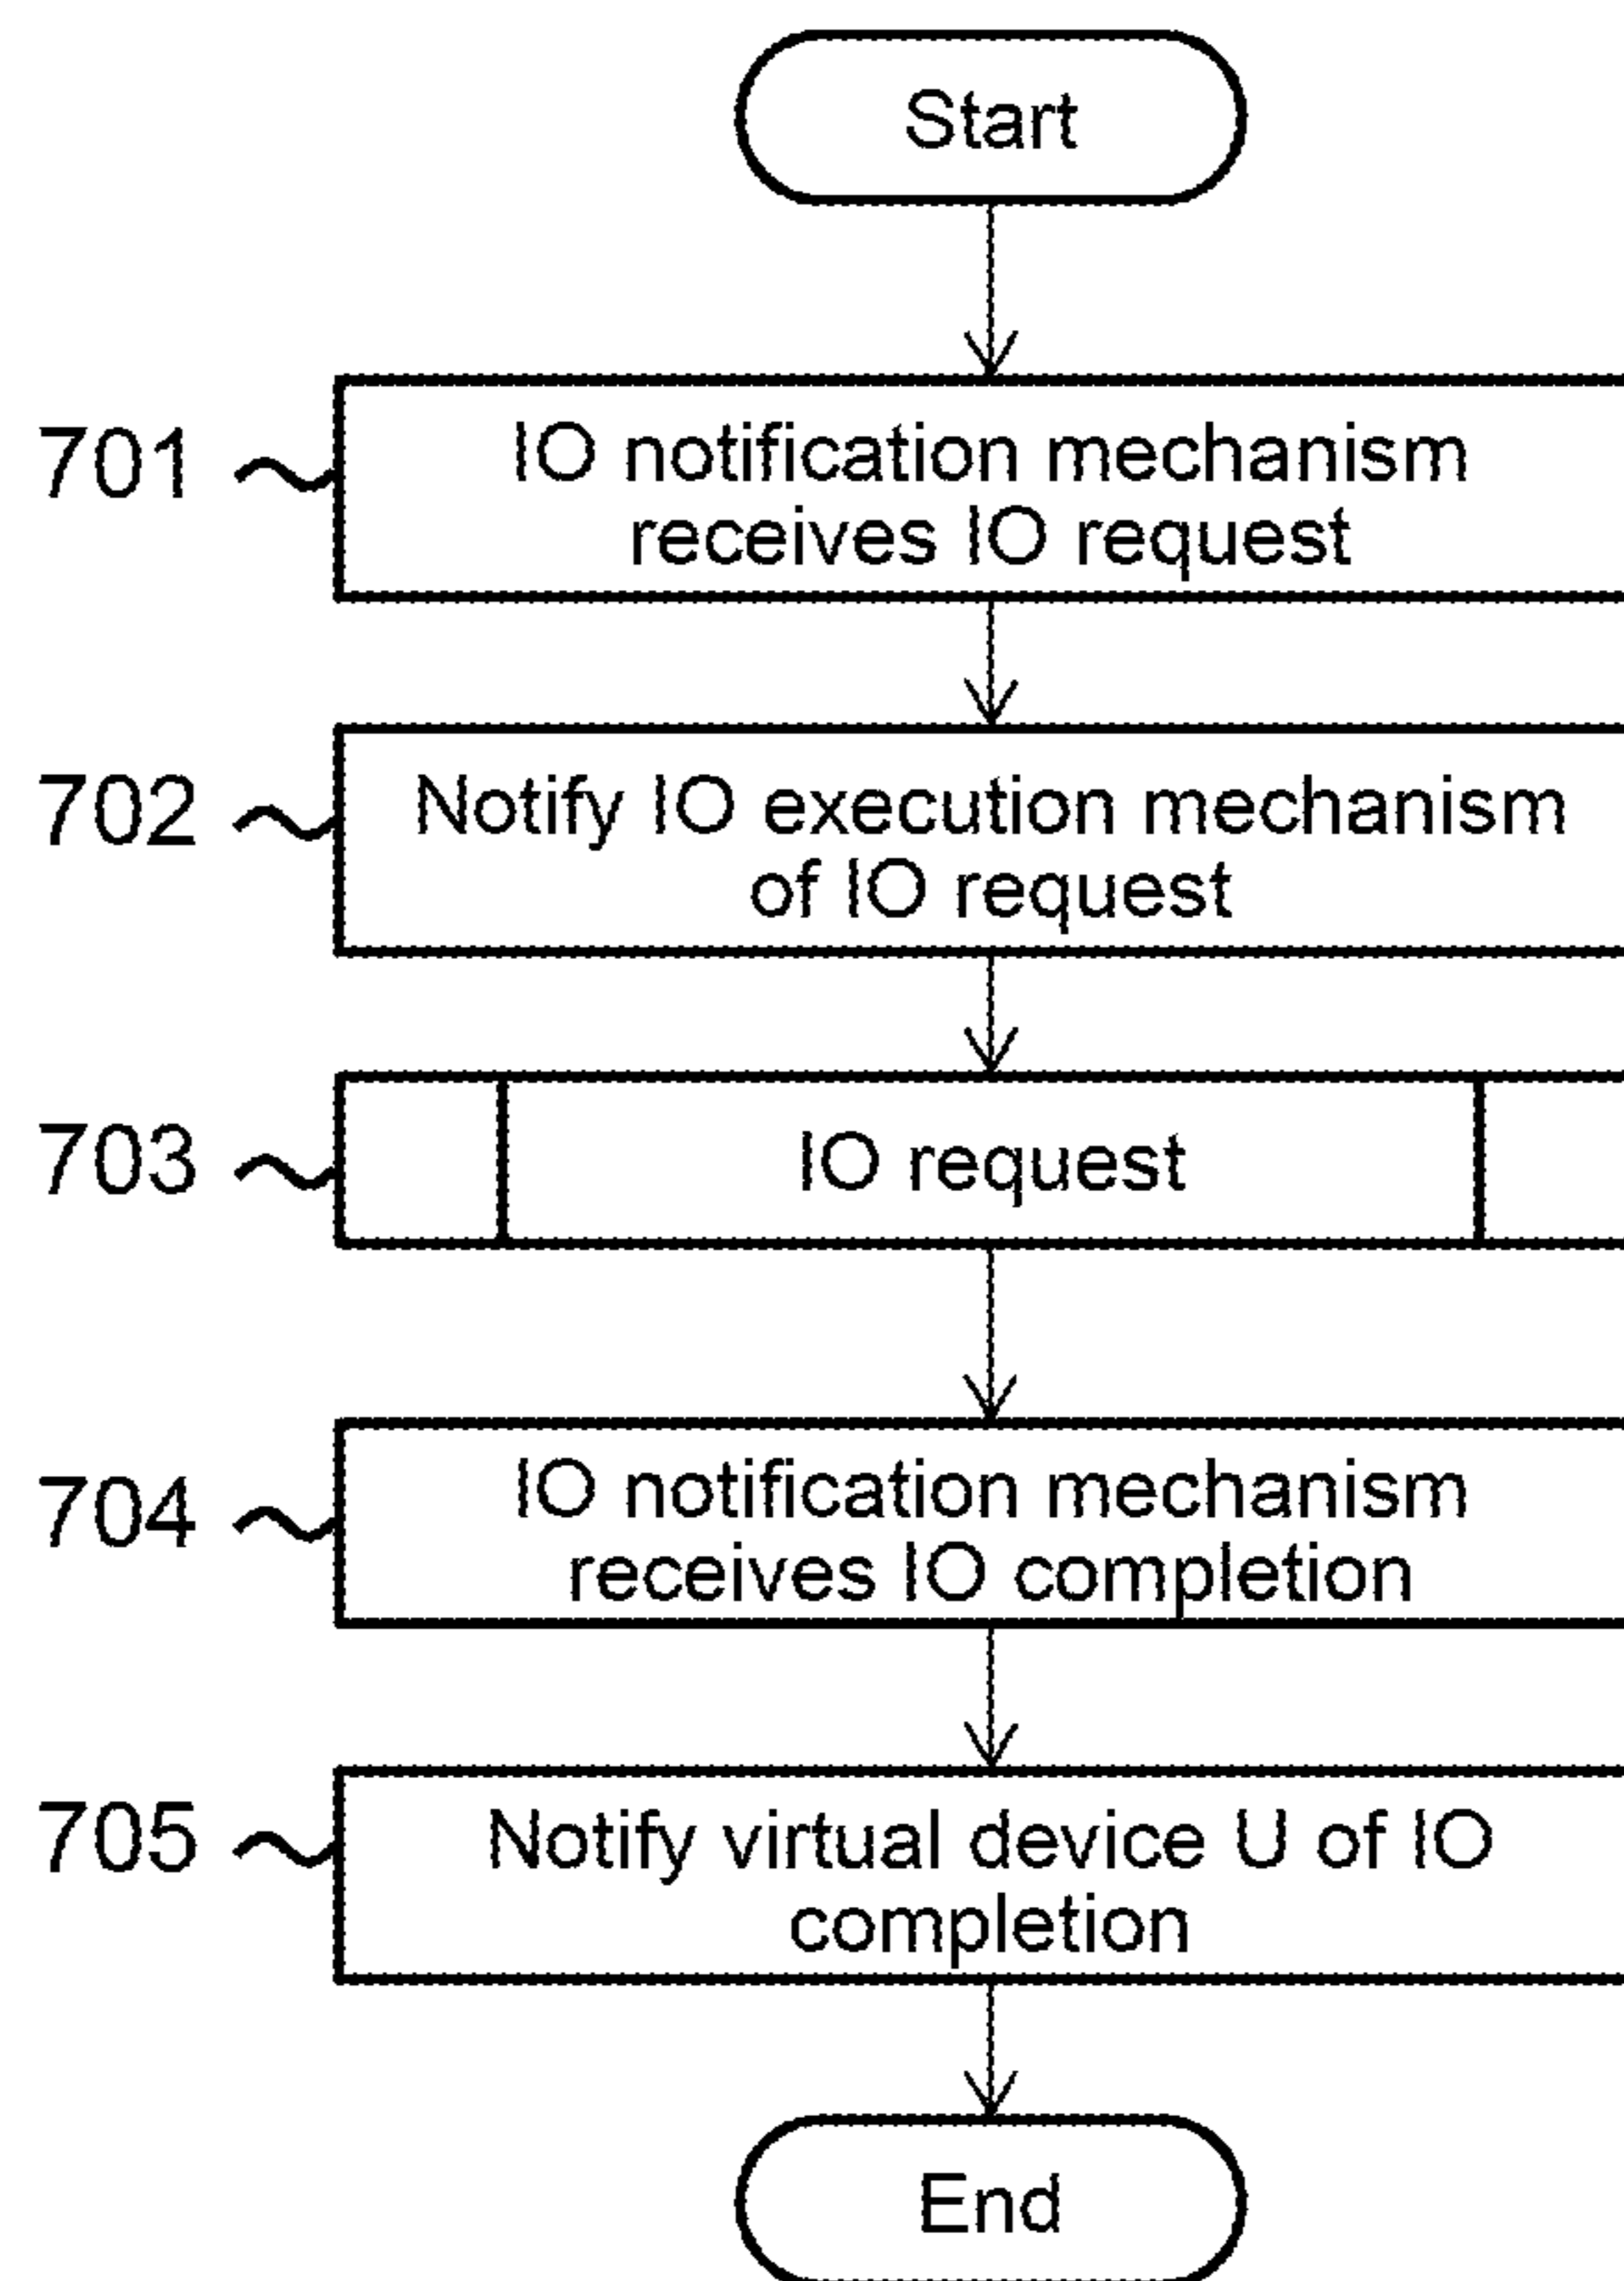 Start
701
IO notification mechanism
receives IO request
702
Notify IO execution mechanism
of IO request
703
IO request
704
IO notification mechanism
receives IO completion
705
Notify virtual device U of IO
completion
End